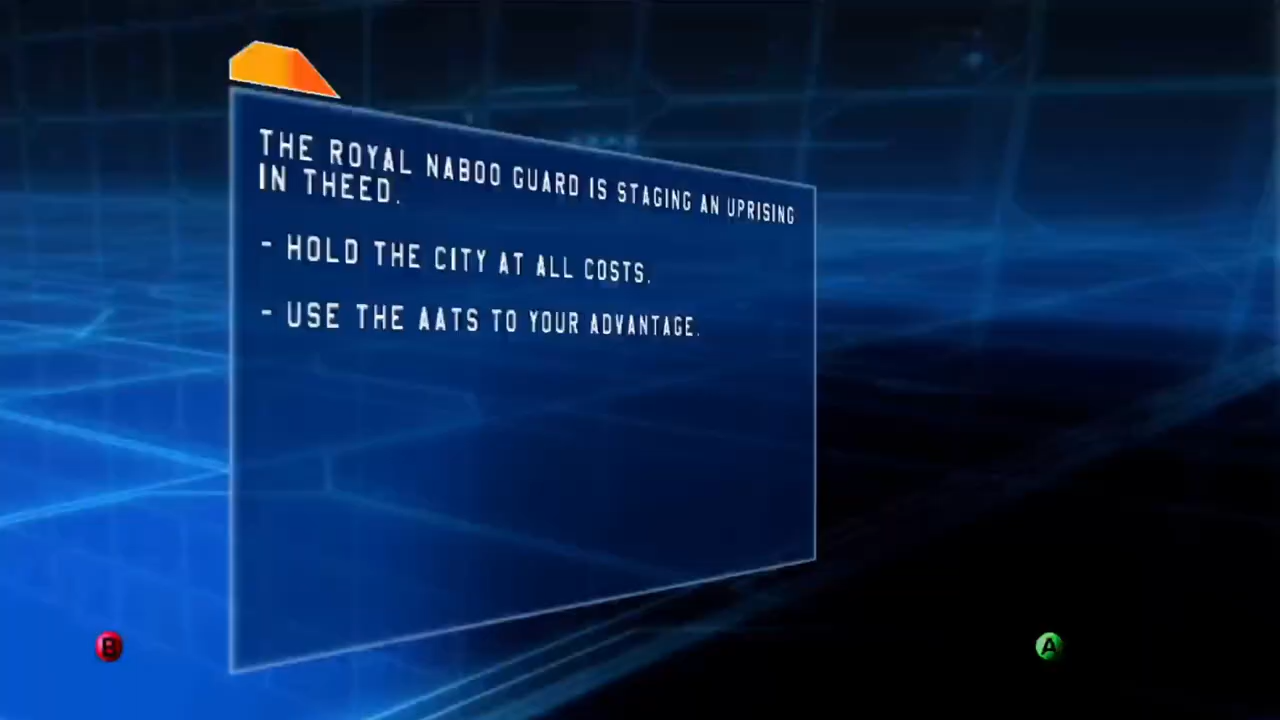 THE ROYAL NABOO GUARD IS STAGING AN UPRISING
IN THEED.
- HOLD THE CITY AT ALL COSTS.
- USE THE AATS TO YOUR ADVANTAGE.
B
A